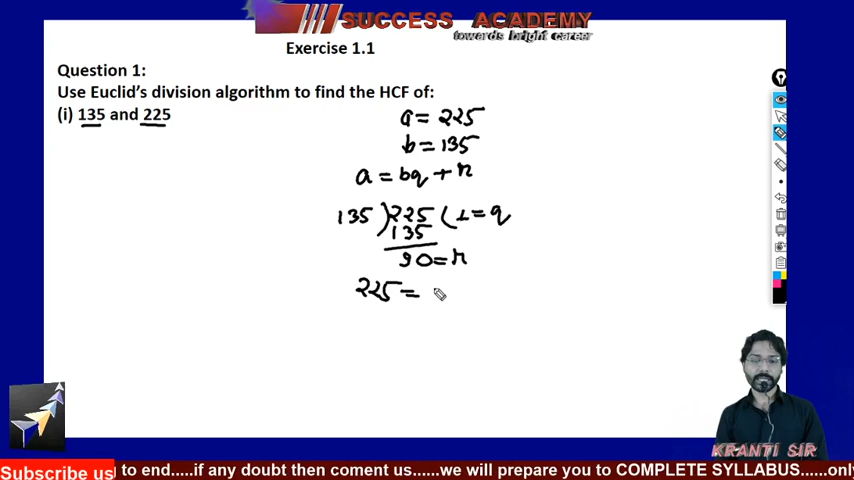 SUCCESS ACADEMY
towards bright career
Exercise 1.1
Question 1:
Use Euclid's division algorithm to find the HCF of:
(i) 135 and 225
a = 225
b = 135
a = bq + r
135 ) 225 ( 1 = q
135
90 = r
225 =
KRANTI SIR
Subscribe us to end.....if any doubt then coment us......we will prepare you to COMPLETE SYLLABUS......only